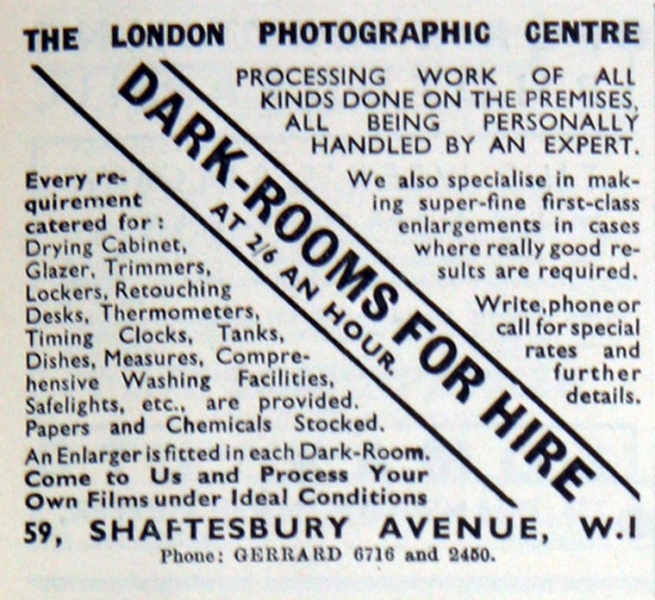 THE LONDON PHOTOGRAPHIC CENTRE
PROCESSING WORK OF ALL
KINDS DONE ON THE PREMISES,
ALL BEING PERSONALLY
HANDLED BY AN EXPERT.
DARK-ROOMS FOR HIRE
AT 2/6 AN HOUR.
We also specialise in mak-
ing super-fine first-class
enlargements in cases
where really good re-
sults are required.
Write, phone or
call for special
rates and
further
details.
Every re-
quirement
catered for :
Drying Cabinet,
Glazer, Trimmers,
Lockers, Retouching
Desks, Thermometers,
Timing Clocks, Tanks,
Dishes, Measures, Compre-
hensive Washing Facilities,
Safelights, etc., are provided.
Papers and Chemicals Stocked.
An Enlarger is fitted in each Dark-Room.
Come to Us and Process Your
Own Films under Ideal Conditions
59, SHAFTESBURY AVENUE, W.I
Phone: GERRARD 6716 and 2450.